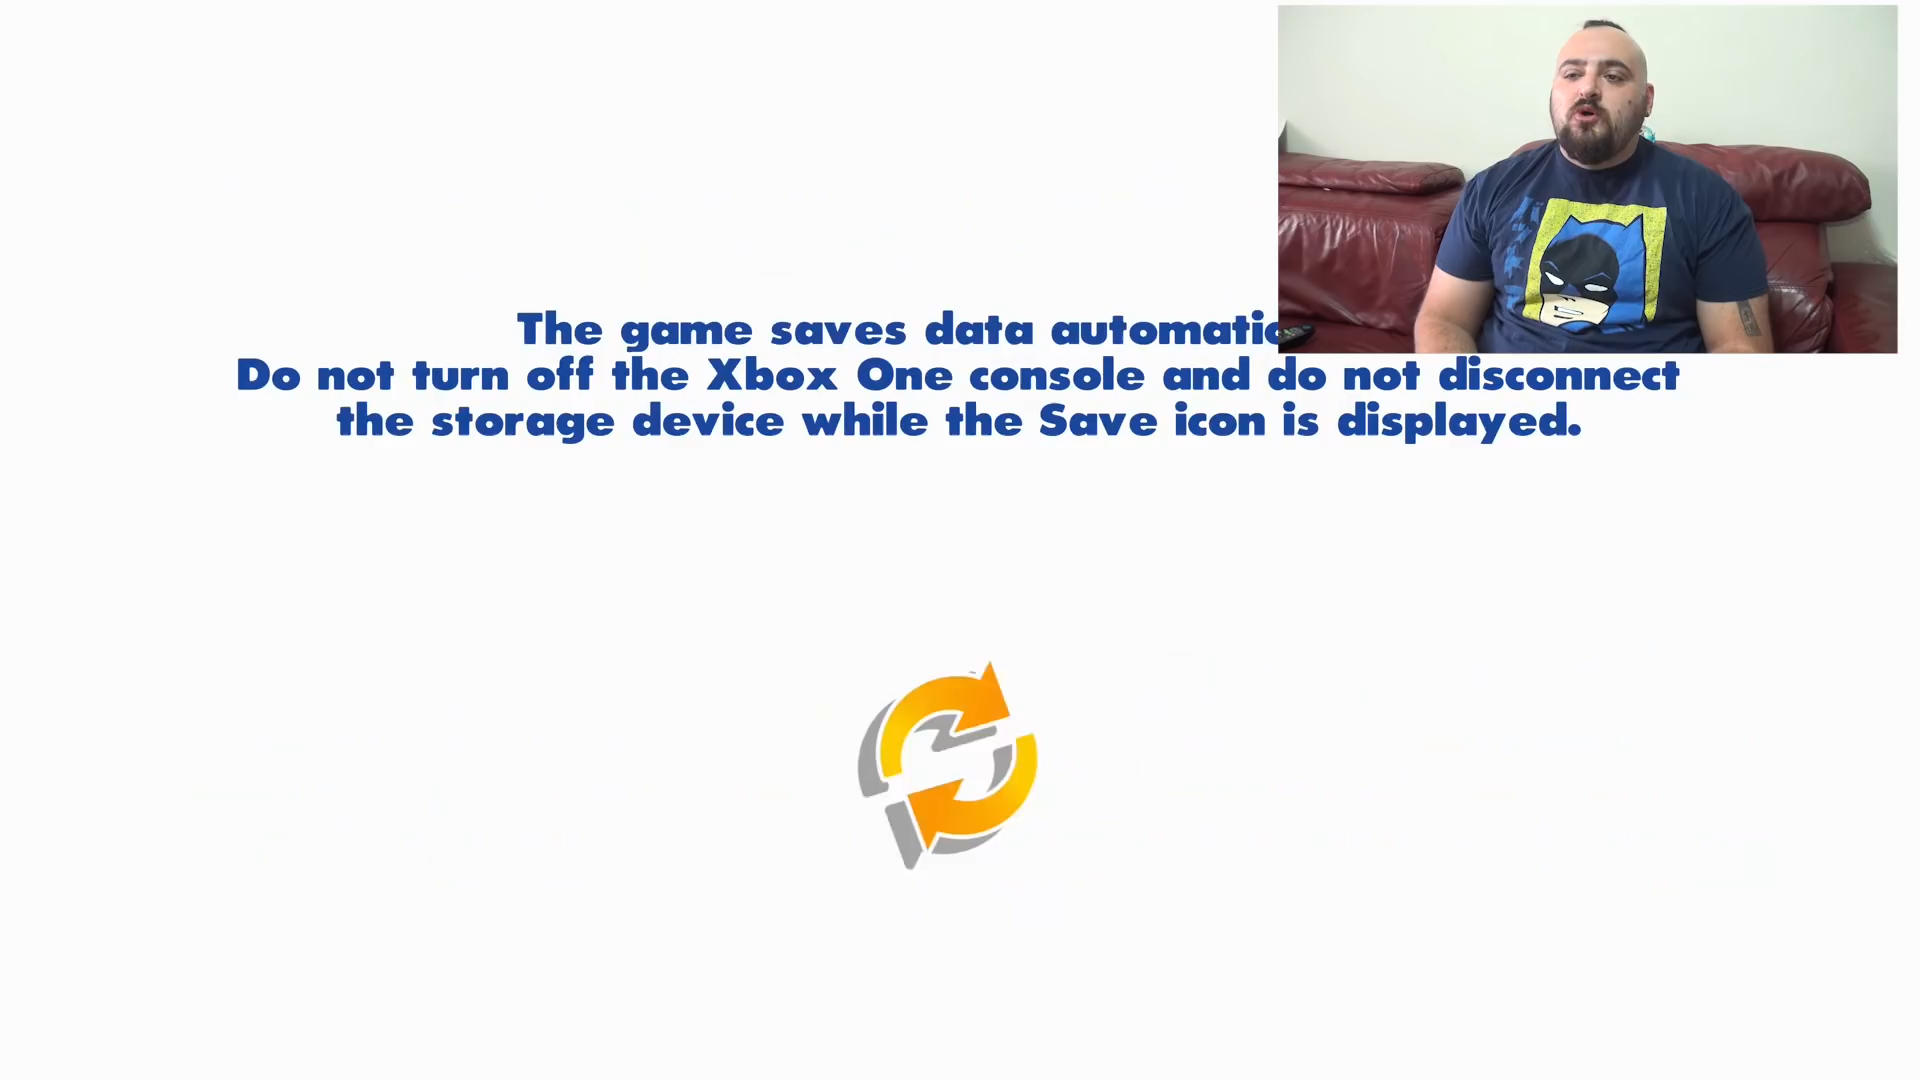 The game saves data automatic
Do not turn off the Xbox One console and do not disconnect
the storage device while the Save icon is displayed.